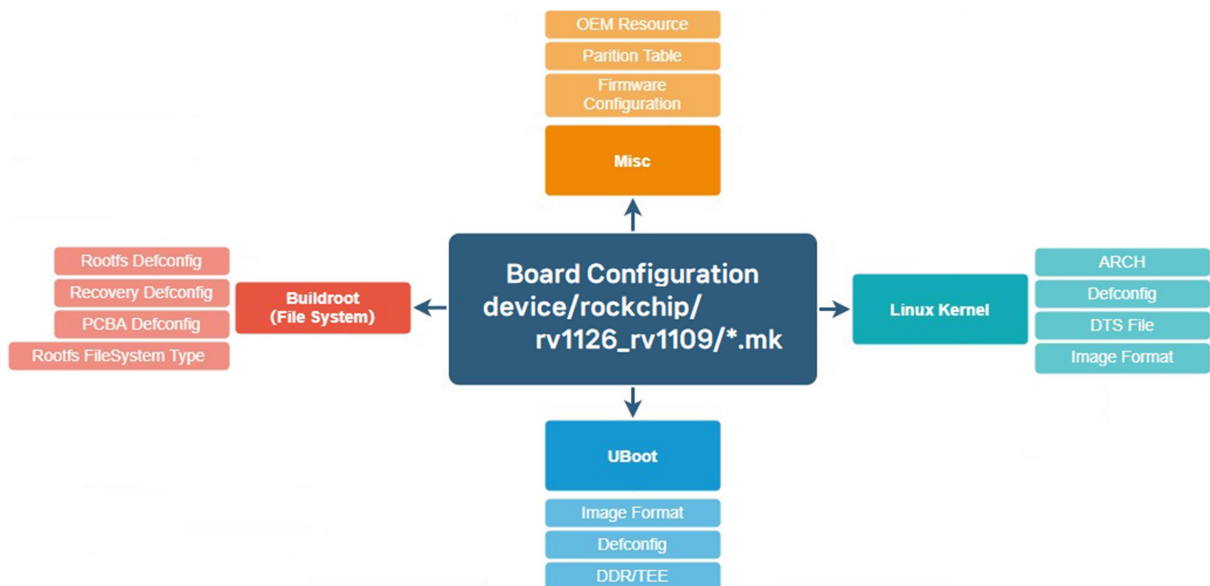 OEM Resource
Parition Table
Firmware
Configuration
Misc
Board Configuration
device/rockchip/
rv1126_rv1109/*.mk
Rootfs Defconfig
Recovery Defconfig
PCBA Defconfig
Rootfs FileSystem Type
Buildroot
(File System)
Linux Kernel
ARCH
Defconfig
DTS File
Image Format
UBoot
Image Format
Defconfig
DDR/TEE